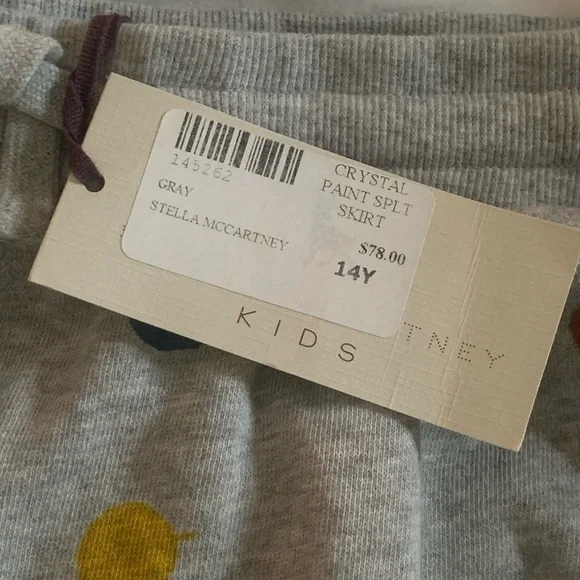 145262
CRYSTAL
PAINT SPLT
SKIRT
GRAY
STELLA MCCARTNEY
$78.00
14Y
TNEY
KIDS